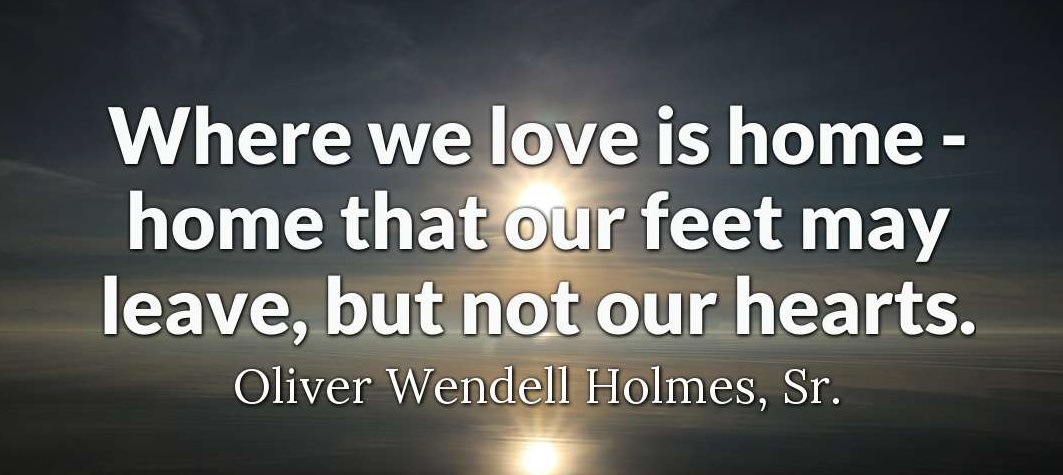 Where we love is home -
home that our feet may
leave, but not our hearts.
Oliver Wendell Holmes, Sr.